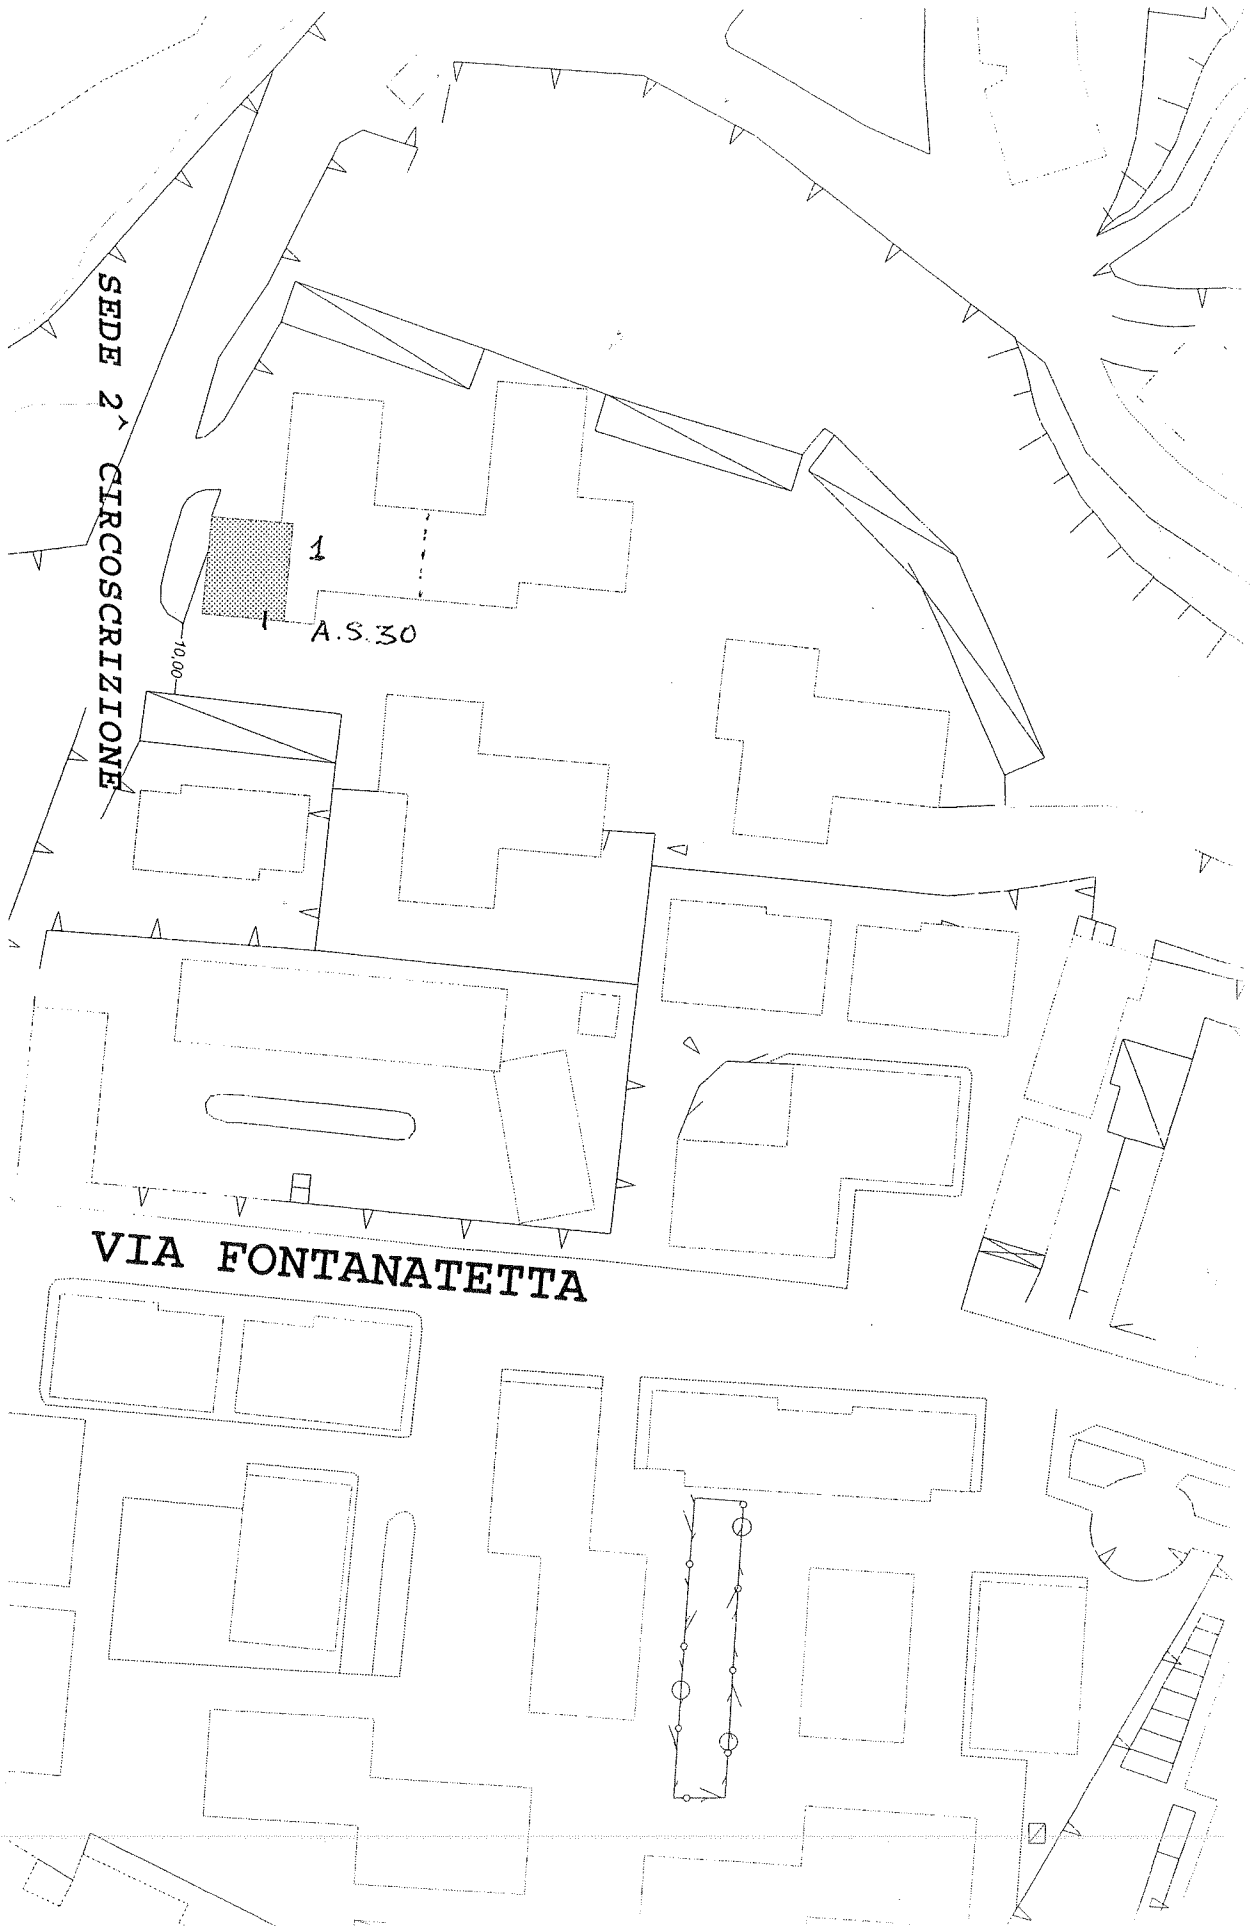 SEDE 2^ CIRCOSCRIZIONE
1
A.S.30
10,00
VIA FONTANATETTA